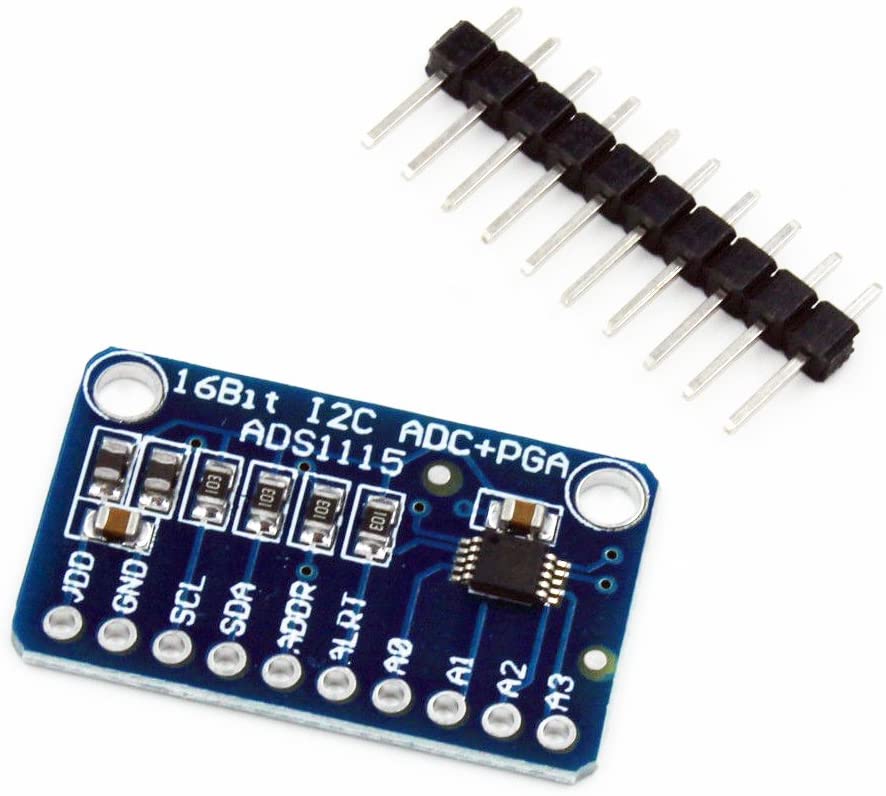 16Bit I2C ADC+PGA
ADS1115
103
103
103
103
VDD
GND
SCL
SDA
ADDR
ALRT
A0
A1
A2
A3